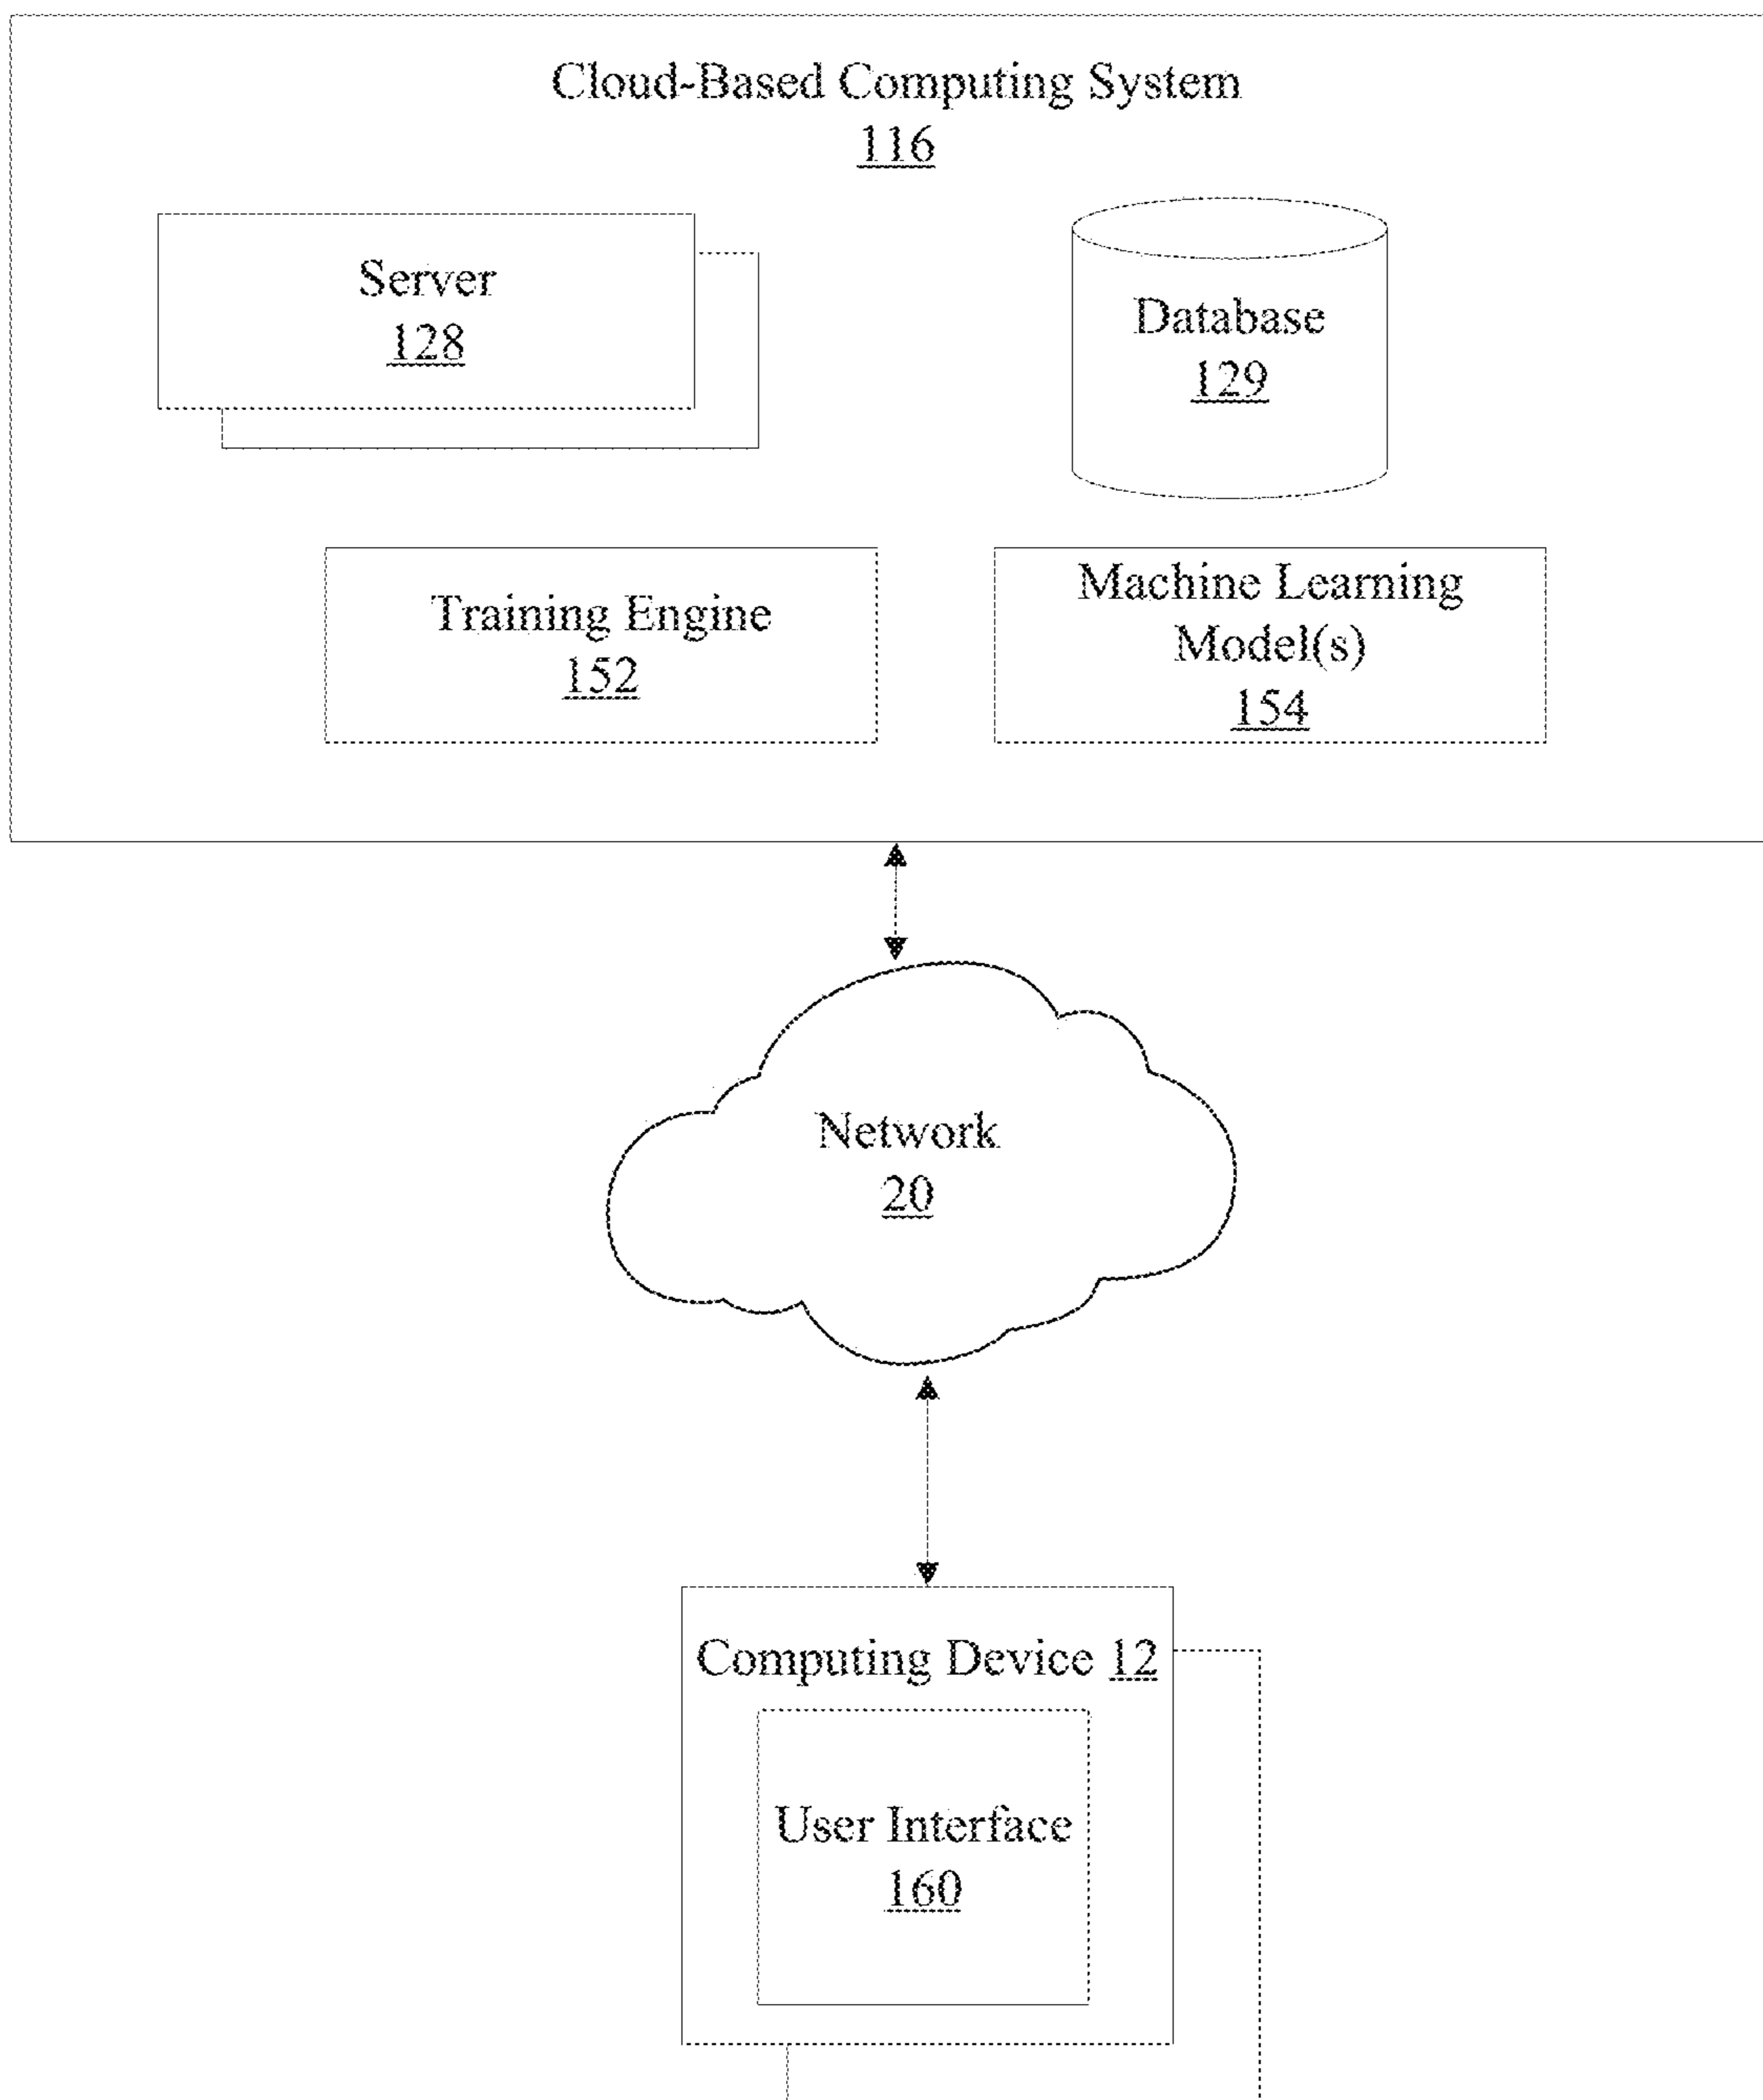 Cloud-Based Computing System
116
Server
128
Database
129
Training Engine
152
Machine Learning
Model(s)
154
Network
20
Computing Device 12
User Interface
160